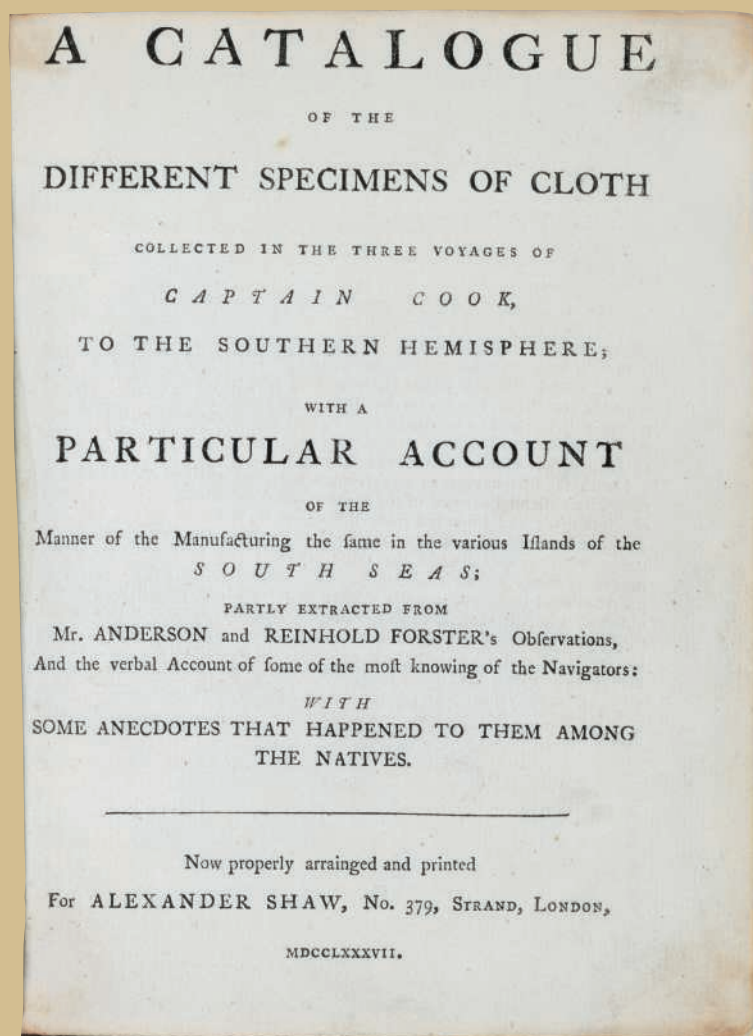 A CATALOGUE
OF THE
DIFFERENT SPECIMENS OF CLOTH
COLLECTED IN THE THREE VOYAGES OF
CAPTAIN COOK,
TO THE SOUTHERN HEMISPHERE;
WITH A
PARTICULAR ACCOUNT
OF THE
Manner of the Manufacturing the ſame in the various Iſlands of the
SOUTH SEAS;
PARTLY EXTRACTED FROM
Mr. ANDERSON and REINHOLD FORSTER's Obſervations,
And the verbal Account of ſome of the moſt knowing of the Navigators:
WITH
SOME ANECDOTES THAT HAPPENED TO THEM AMONG
THE NATIVES.
Now properly arrainged and printed
For ALEXANDER SHAW, No. 379, STRAND, LONDON,
MDCCLXXXVII.